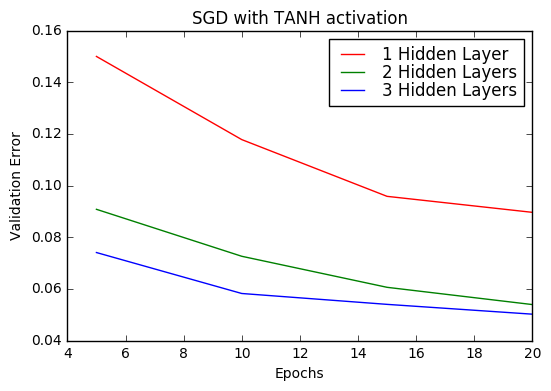 SGD with TANH activation
0.16
0.14
0.12
0.10
0.08
0.06
0.04
Validation Error
1 Hidden Layer
2 Hidden Layers
3 Hidden Layers
4 6 8 10 12 14 16 18 20
Epochs